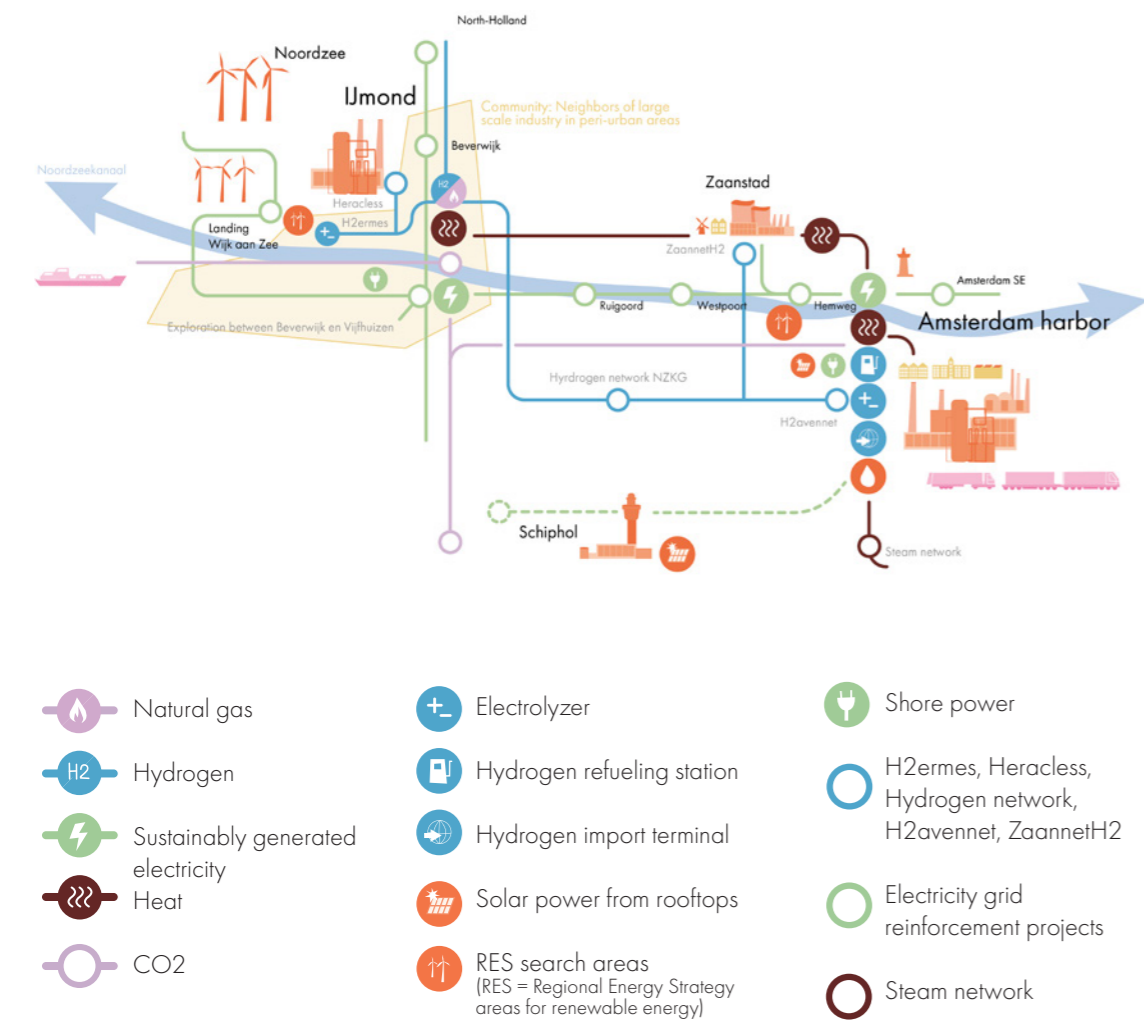 North-Holland
Noordzee
IJmond
Community: Neighbors of large
scale industry in peri-urban areas
Beverwijk
Noordzeekanaal
H2
Zaanstad
Heracless
H2ermes
Landing
Wijk aan Zee
ZaannetH2
Amsterdam SE
Ruigoord
Westpoort
Hemweg
Exploration between Beverwijk en Vijfhuizen
Amsterdam harbor
Hyrdrogen network NZKG
H2avennet
Schiphol
Steam network
Natural gas
H2
Hydrogen
Sustainably generated
electricity
Heat
CO2
Electrolyzer
Hydrogen refueling station
Hydrogen import terminal
Solar power from rooftops
RES search areas
(RES = Regional Energy Strategy
areas for renewable energy)
Shore power
H2ermes, Heracless,
Hydrogen network,
H2avennet, ZaannetH2
Electricity grid
reinforcement projects
Steam network